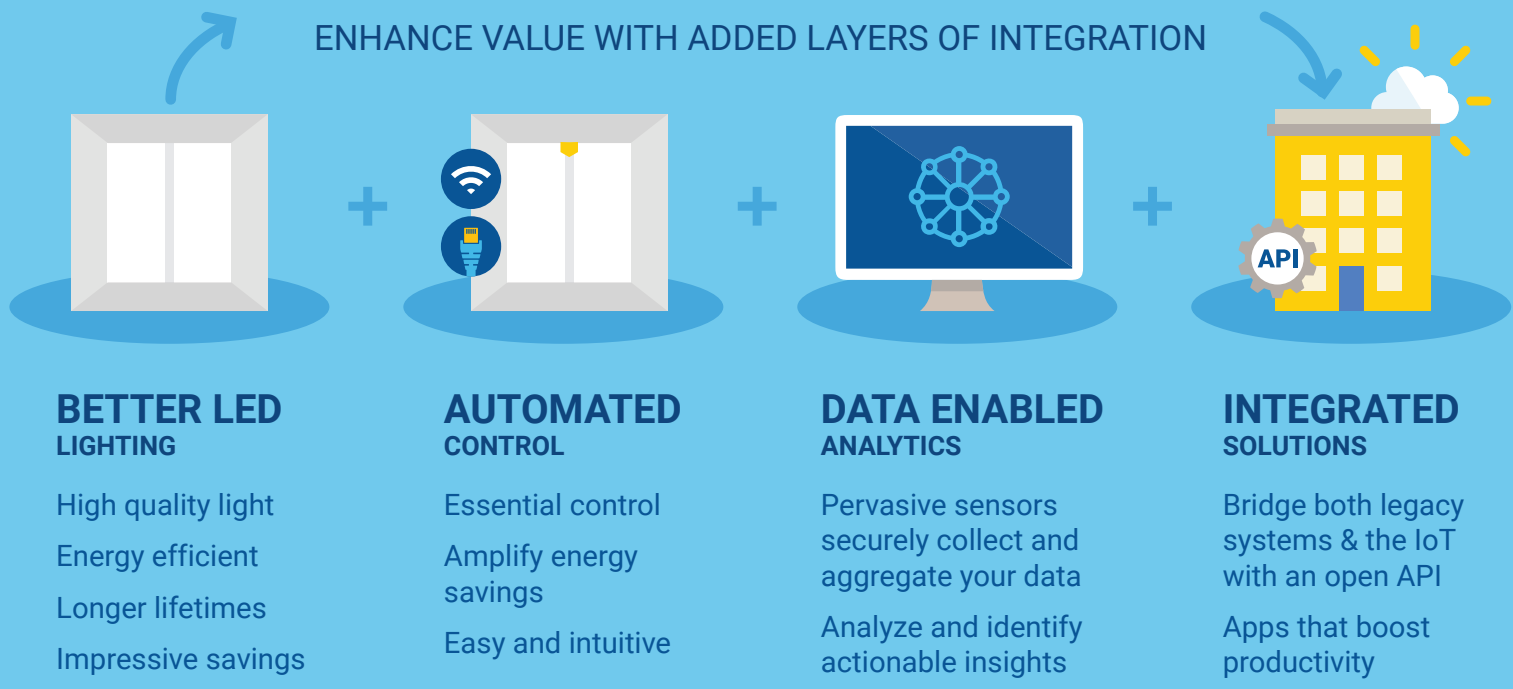 ENHANCE VALUE WITH ADDED LAYERS OF INTEGRATION
API
BETTER LED
LIGHTING
High quality light
Energy efficient
Longer lifetimes
Impressive savings
AUTOMATED
CONTROL
Essential control
Amplify energy
savings
Easy and intuitive
DATA ENABLED
ANALYTICS
Pervasive sensors
securely collect and
aggregate your data
Analyze and identify
actionable insights
INTEGRATED
SOLUTIONS
Bridge both legacy
systems & the IoT
with an open API
Apps that boost
productivity